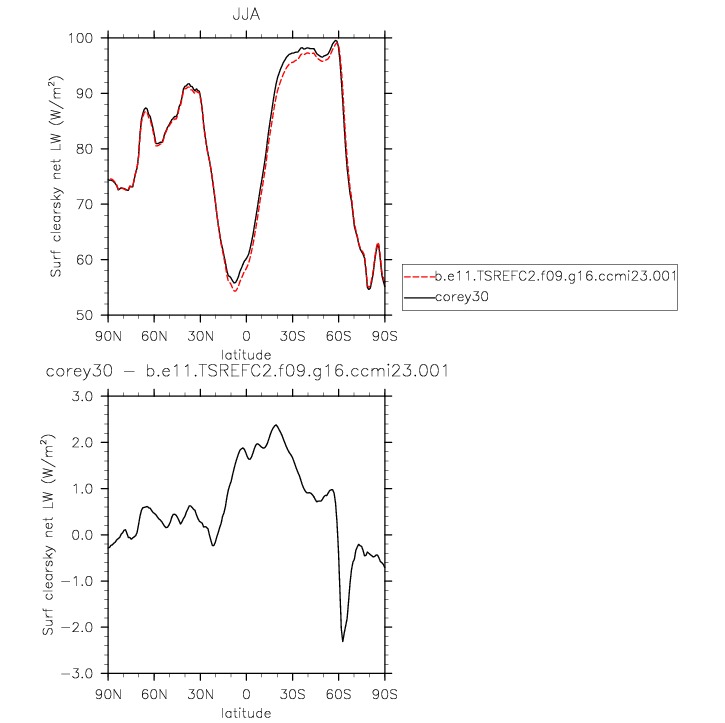 JJA
Surf clearsky net LW (W/m²)
100
90
80
70
60
50
90N 60N 30N 0 30S 60S 90S
latitude
b.e11.TSREFC2.f09.g16.ccmi23.001
corey30
corey30 − b.e11.TSREFC2.f09.g16.ccmi23.001
Surf clearsky net LW (W/m²)
3.0
2.0
1.0
0.0
−1.0
−2.0
−3.0
90N 60N 30N 0 30S 60S 90S
latitude